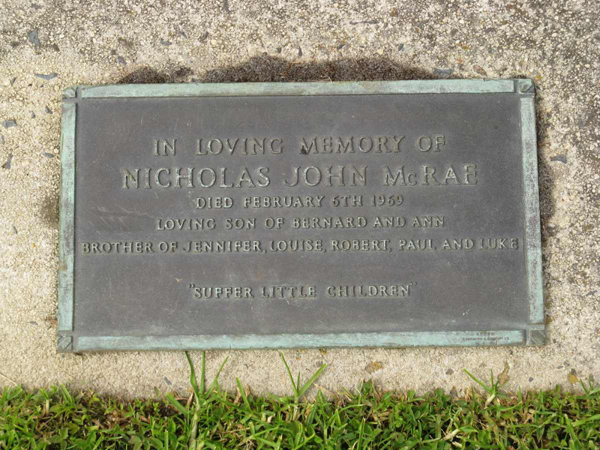 IN LOVING MEMORY OF
NICHOLAS JOHN McRAE
DIED FEBRUARY 6TH 1969
LOVING SON OF BERNARD AND ANN
BROTHER OF JENNIFER, LOUISE, ROBERT, PAUL AND LUKE
"SUFFER LITTLE CHILDREN"